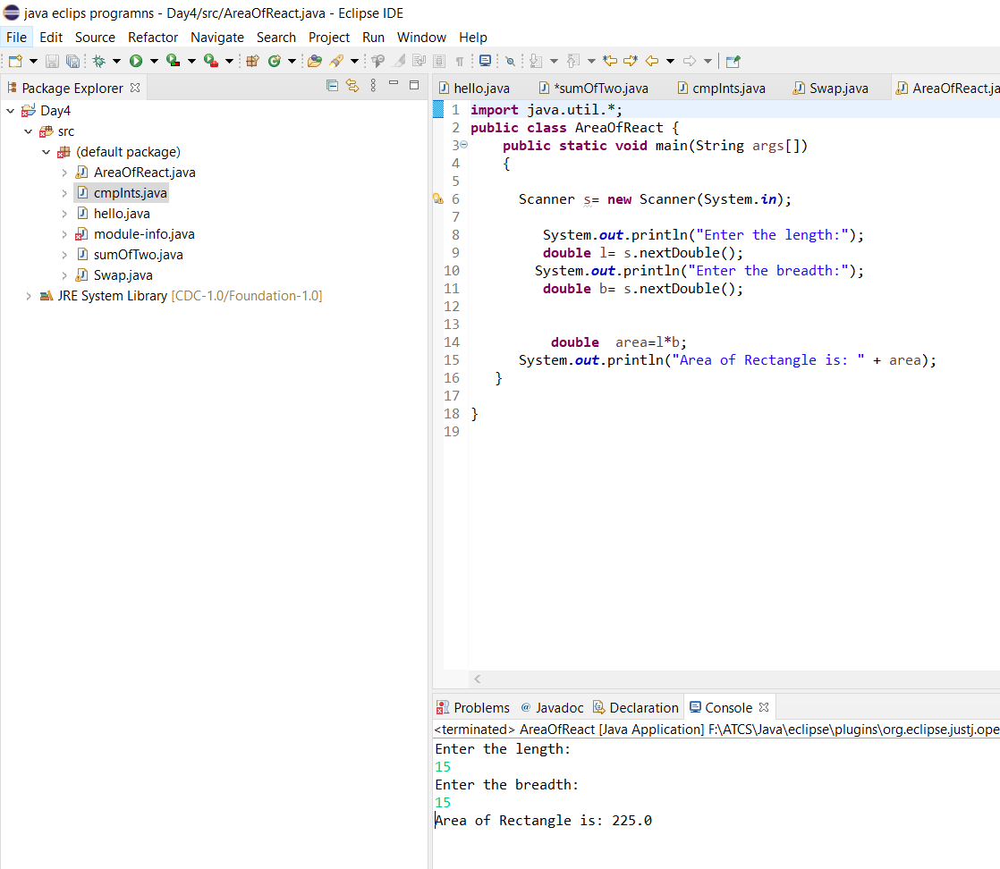 java eclips programns - Day4/src/AreaOfReact.java - Eclipse IDE
File Edit Source Refactor Navigate Search Project Run Window Help
Package Explorer
Day4
src
(default package)
AreaOfReact.java
cmpInts.java
hello.java
module-info.java
sumOfTwo.java
Swap.java
JRE System Library [CDC-1.0/Foundation-1.0]
hello.java *sumOfTwo.java cmpInts.java Swap.java AreaOfReact.ja
1 import java.util.*;
2 public class AreaOfReact {
3 public static void main(String args[])
4 {
5
6 Scanner s= new Scanner(System.in);
7
8 System.out.println("Enter the length:");
9 double l= s.nextDouble();
10 System.out.println("Enter the breadth:");
11 double b= s.nextDouble();
12
13
14 double  area=l*b;
15 System.out.println("Area of Rectangle is: " + area);
16 }
17
18 }
19
Problems @ Javadoc Declaration Console
<terminated> AreaOfReact [Java Application] F:\ATCS\Java\eclipse\plugins\org.eclipse.justj.ope
Enter the length:
15
Enter the breadth:
15
Area of Rectangle is: 225.0